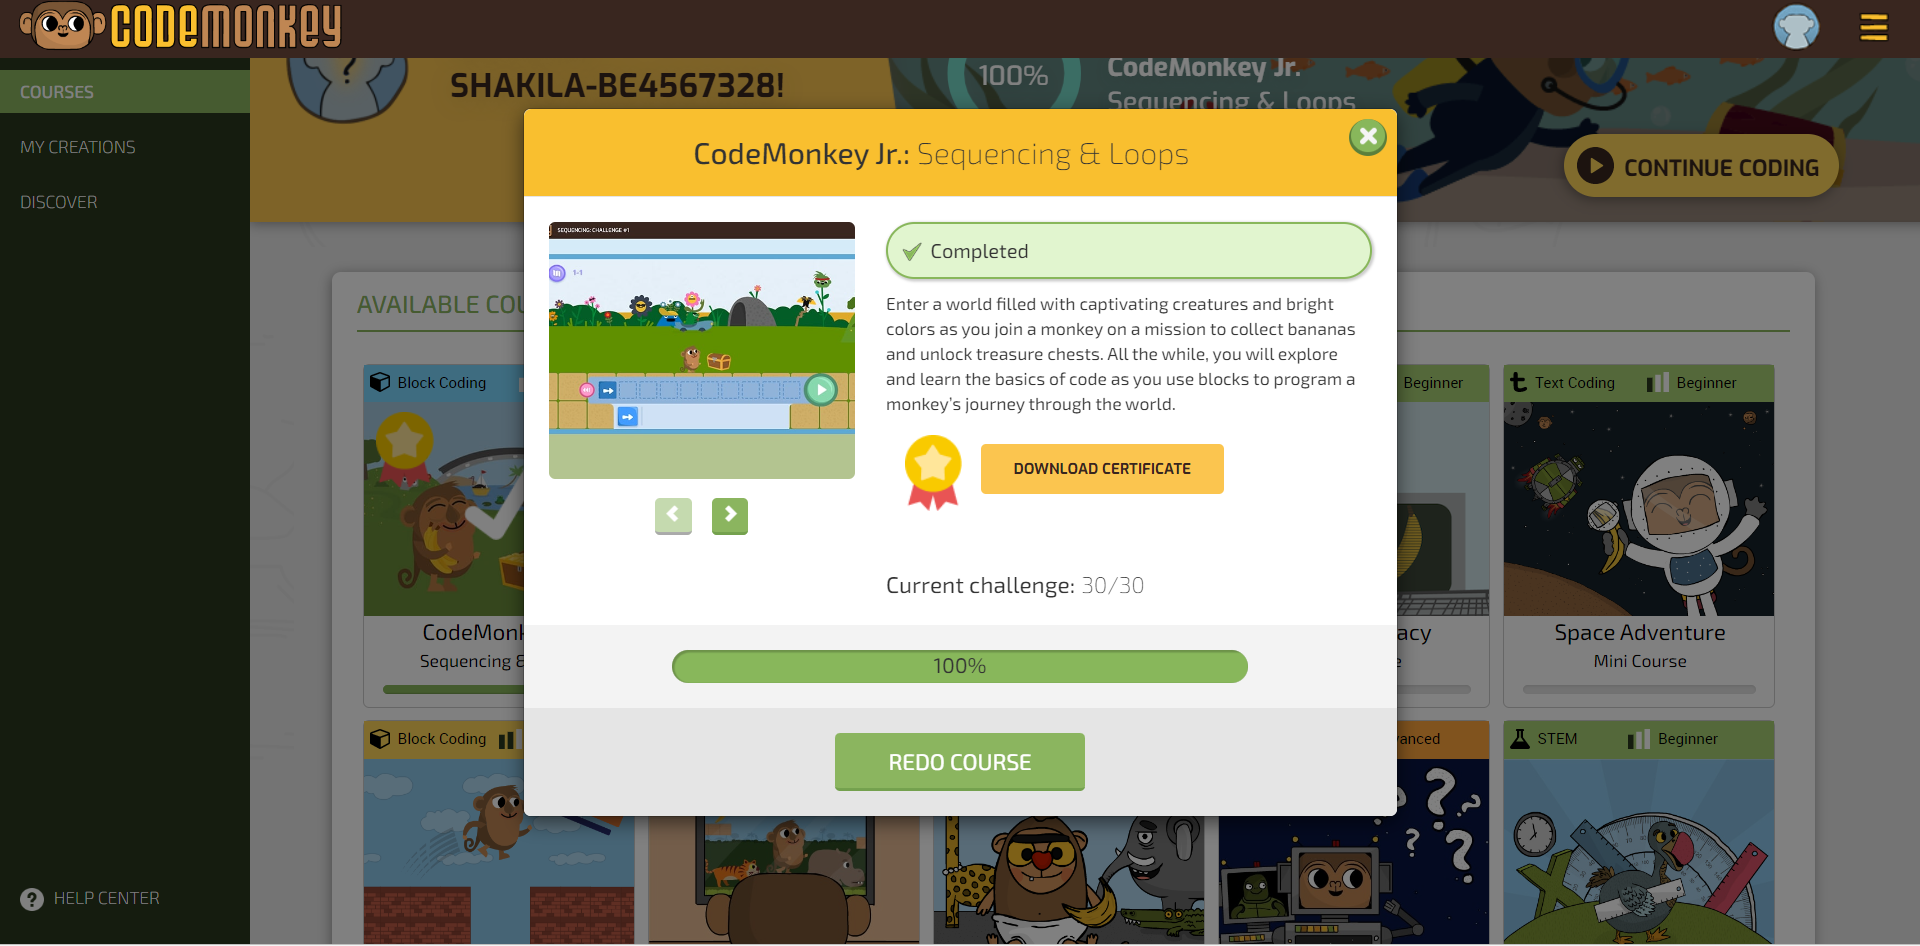 CODEMONKEY
COURSES
MY CREATIONS
DISCOVER
HELP CENTER
SHAKILA-BE4567328!
100%
CodeMonkey Jr.
Sequencing & Loops
CONTINUE CODING
CodeMonkey Jr.: Sequencing & Loops
SEQUENCING: CHALLENGE #1
1-1
Completed
Enter a world filled with captivating creatures and bright
colors as you join a monkey on a mission to collect bananas
and unlock treasure chests. All the while, you will explore
and learn the basics of code as you use blocks to program a
monkey's journey through the world.
DOWNLOAD CERTIFICATE
Current challenge: 30/30
100%
REDO COURSE
AVAILABLE COU
Block Coding
Beginner
Text Coding
Beginner
CodeMonk
Sequencing &
acy
Space Adventure
Mini Course
Block Coding
anced
STEM
Beginner